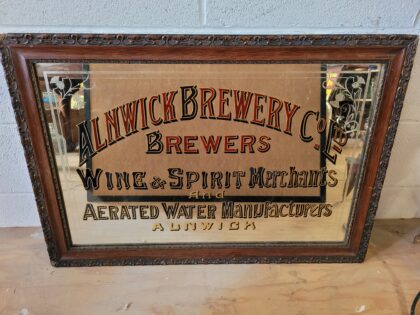 ALNWICK BREWERY Co LTD
BREWERS
WINE & SPIRIT Merchants
And
AERATED WATER Manufacturers
ALNWICK